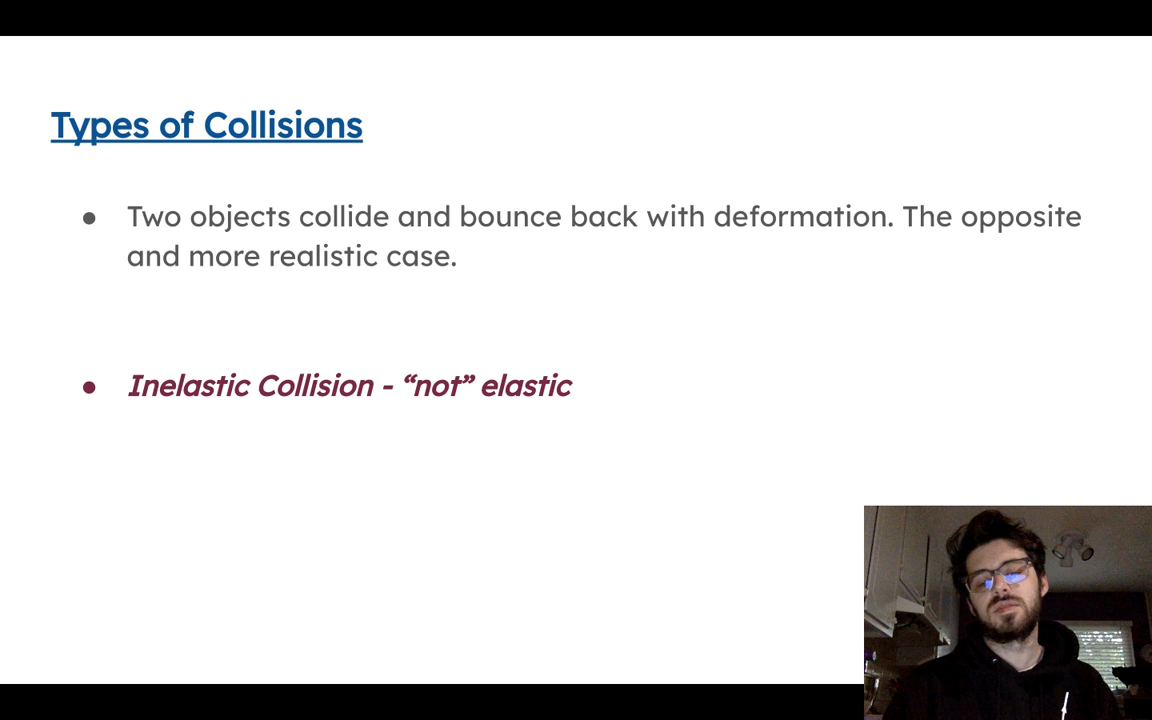 Types of Collisions
● Two objects collide and bounce back with deformation. The opposite
and more realistic case.
● Inelastic Collision - “not” elastic